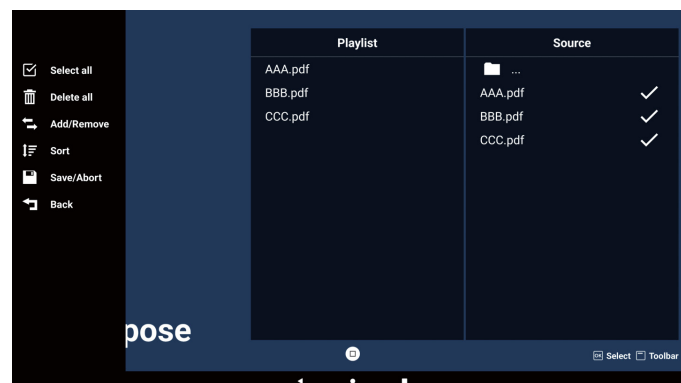 Playlist
Source
Select all
Delete all
Add/Remove
Sort
Save/Abort
Back
AAA.pdf
BBB.pdf
CCC.pdf
...
AAA.pdf
BBB.pdf
CCC.pdf
pose
OK Select Toolbar